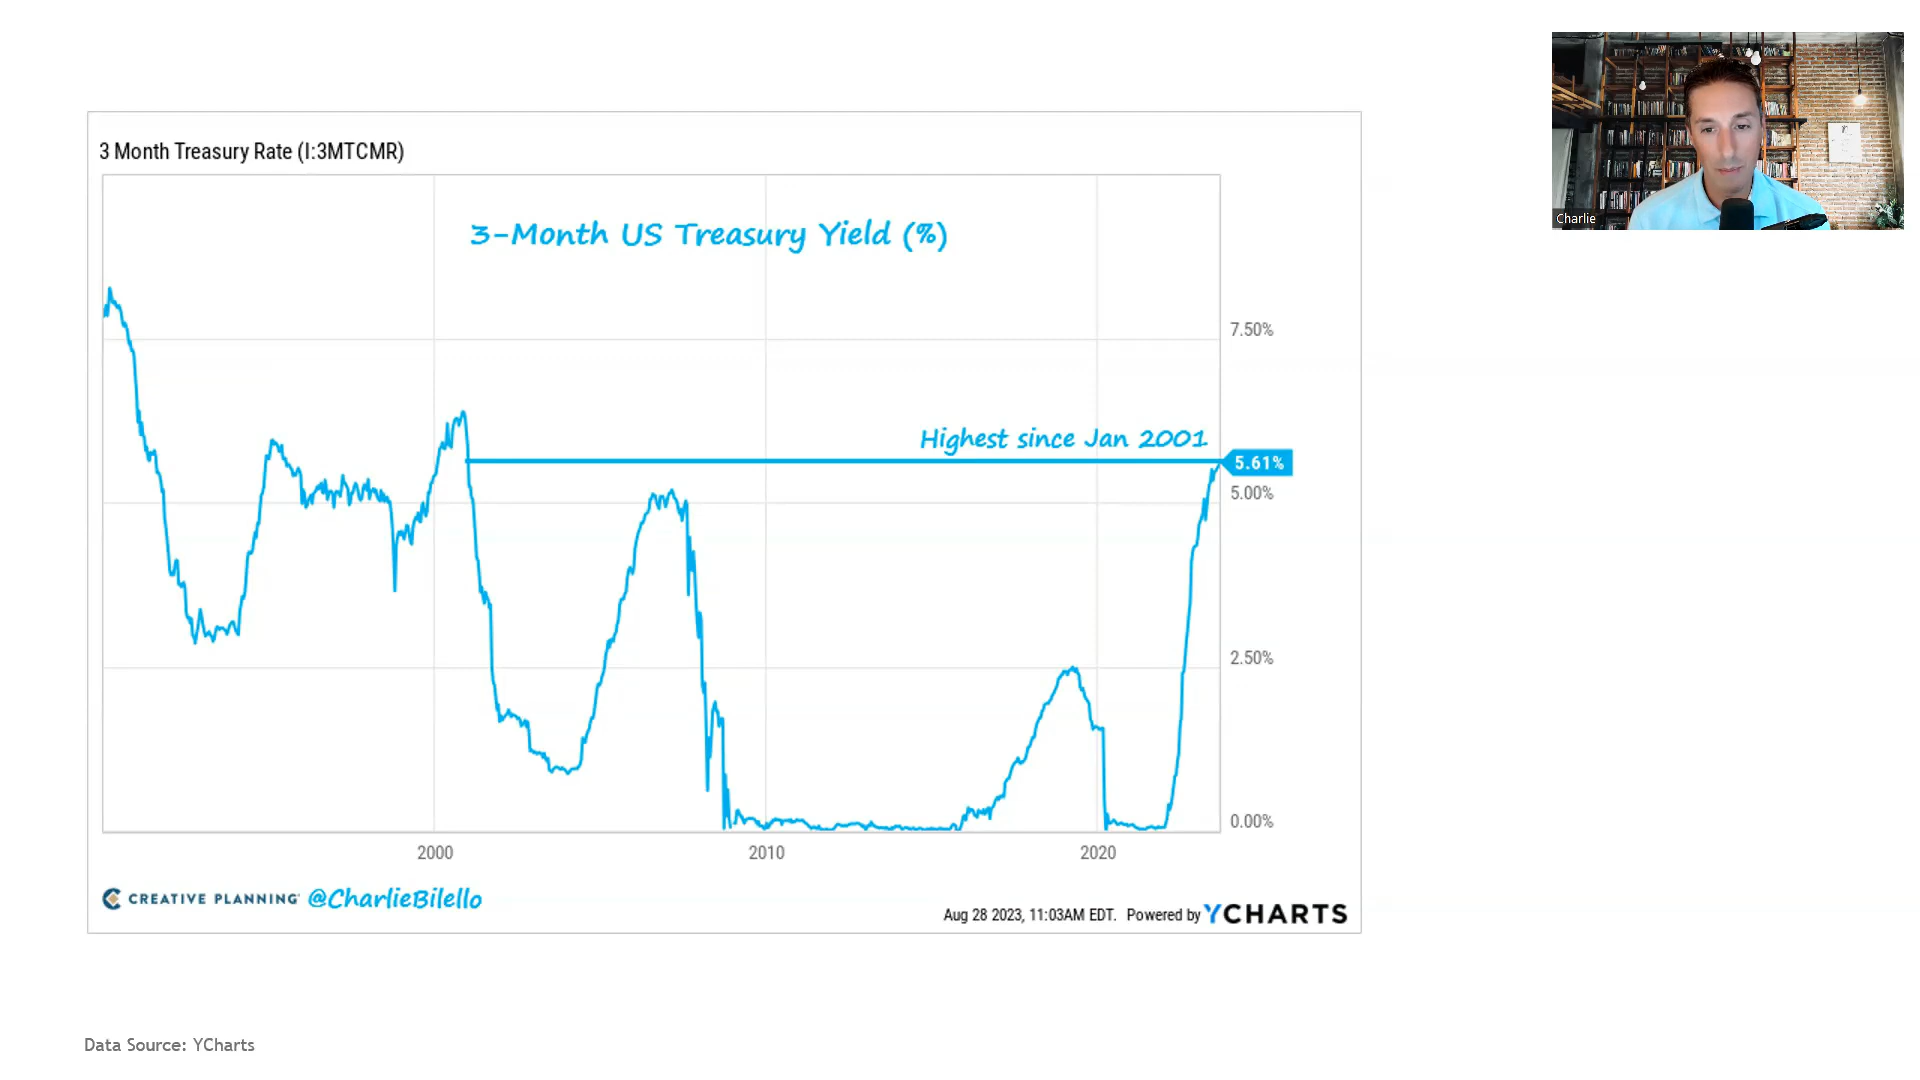 Charlie
3 Month Treasury Rate (I:3MTCMR)
3-Month US Treasury Yield (%)
7.50%
Highest since Jan 2001
5.61%
5.00%
2.50%
0.00%
2000 2010 2020
CREATIVE PLANNING @CharlieBilello
Aug 28 2023, 11:03AM EDT. Powered by YCHARTS
Data Source: YCharts